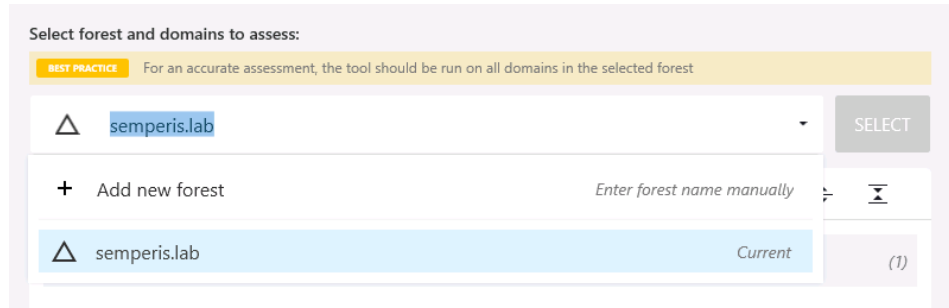 Select forest and domains to assess:
BEST PRACTICE For an accurate assessment, the tool should be run on all domains in the selected forest
semperis.lab SELECT
+ Add new forest Enter forest name manually
semperis.lab Current
(1)